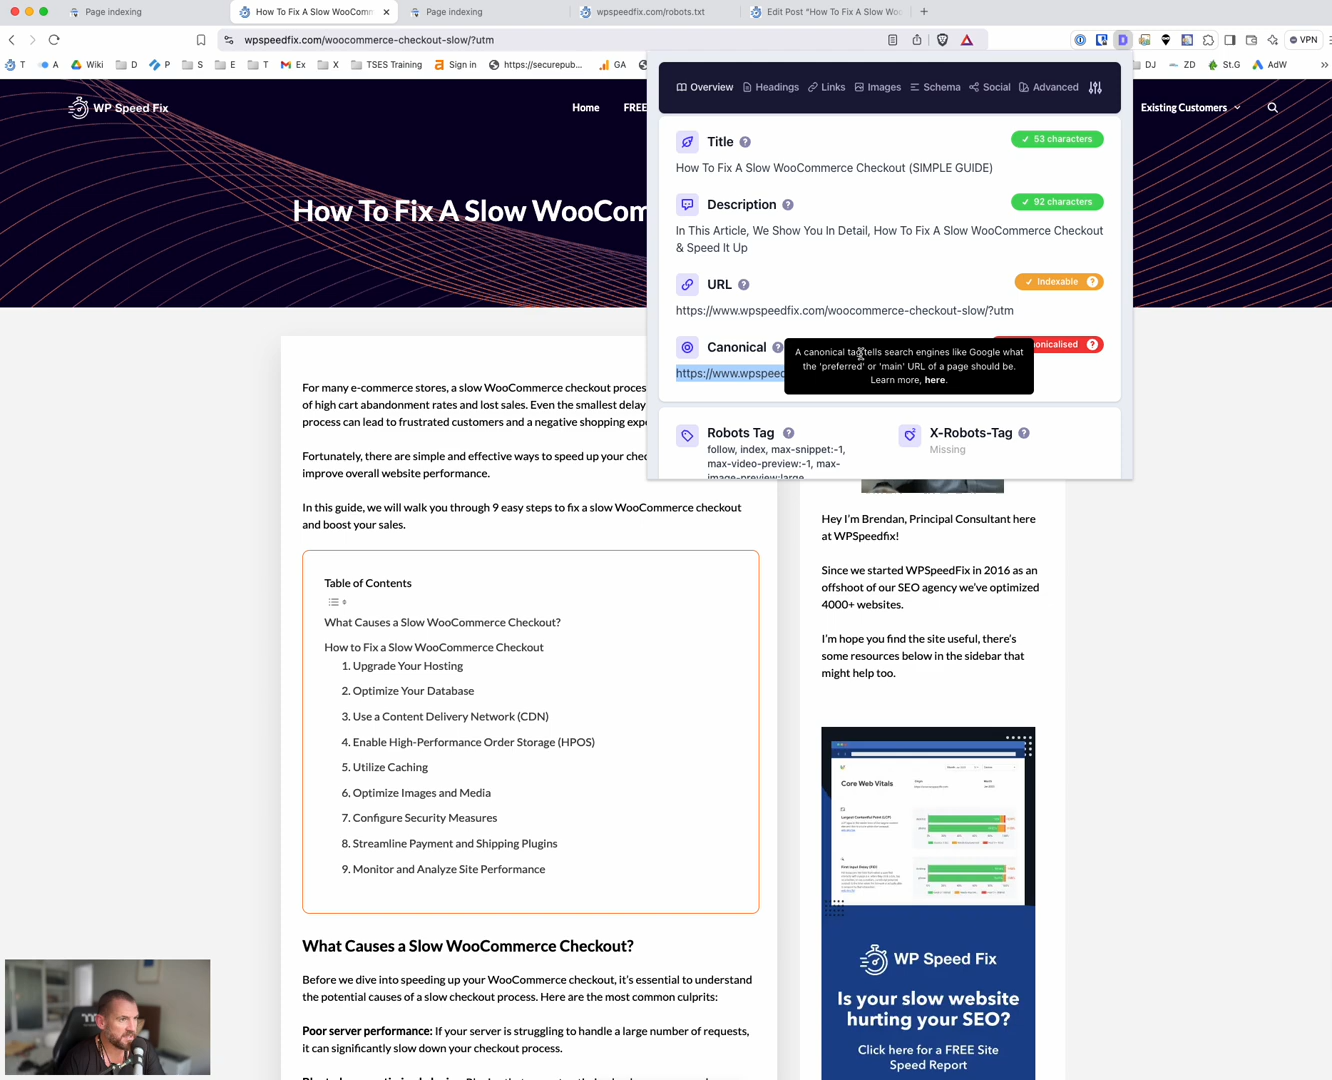 Page indexing
How To Fix A Slow WooComm
Page indexing
wpspeedfix.com/robots.txt
Edit Post "How To Fix A Slow Woo
wpspeedfix.com/woocommerce-checkout-slow/?utm
VPN
T
A
Wiki
D
P
S
E
T
Ex
X
TSES Training
Sign in
https://securepub...
GA
DJ
ZD
St.G
AdW
WP Speed Fix
Home
FREE
Existing Customers
How To Fix A Slow WooCom
Overview
Headings
Links
Images
Schema
Social
Advanced
Title
53 characters
How To Fix A Slow WooCommerce Checkout (SIMPLE GUIDE)
Description
92 characters
In This Article, We Show You In Detail, How To Fix A Slow WooCommerce Checkout
& Speed It Up
URL
Indexable
https://www.wpspeedfix.com/woocommerce-checkout-slow/?utm
Canonical
onicalised
https://www.wpspeed
A canonical tag tells search engines like Google what
the 'preferred' or 'main' URL of a page should be.
Learn more, here.
Robots Tag
follow, index, max-snippet:-1,
max-video-preview:-1, max-
image-preview:large
X-Robots-Tag
Missing
For many e-commerce stores, a slow WooCommerce checkout proces
of high cart abandonment rates and lost sales. Even the smallest delay
process can lead to frustrated customers and a negative shopping expe
Fortunately, there are simple and effective ways to speed up your chec
improve overall website performance.
In this guide, we will walk you through 9 easy steps to fix a slow WooCommerce checkout
and boost your sales.
Table of Contents
What Causes a Slow WooCommerce Checkout?
How to Fix a Slow WooCommerce Checkout
1. Upgrade Your Hosting
2. Optimize Your Database
3. Use a Content Delivery Network (CDN)
4. Enable High-Performance Order Storage (HPOS)
5. Utilize Caching
6. Optimize Images and Media
7. Configure Security Measures
8. Streamline Payment and Shipping Plugins
9. Monitor and Analyze Site Performance
What Causes a Slow WooCommerce Checkout?
Before we dive into speeding up your WooCommerce checkout, it's essential to understand
the potential causes of a slow checkout process. Here are the most common culprits:
Poor server performance: If your server is struggling to handle a large number of requests,
it can significantly slow down your checkout process.
Hey I'm Brendan, Principal Consultant here
at WPSpeedfix!
Since we started WPSpeedFix in 2016 as an
offshoot of our SEO agency we've optimized
4000+ websites.
I'm hope you find the site useful, there's
some resources below in the sidebar that
might help too.
Core Web Vitals
WP Speed Fix
Is your slow website
hurting your SEO?
Click here for a FREE Site
Speed Report